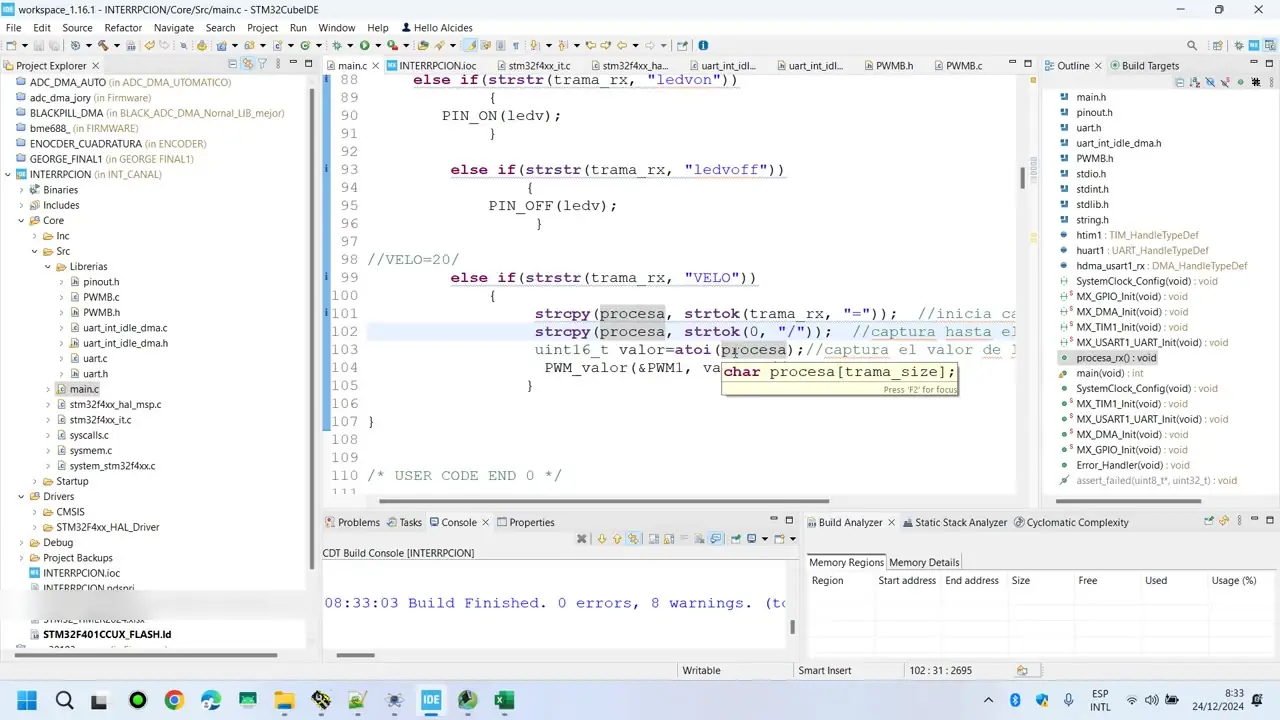 workspace_1.16.1 - INTERRPCION/Core/Src/main.c - STM32CubeIDE
File Edit Source Refactor Navigate Search Project Run Window Help Hello Alcides
Project Explorer
ADC_DMA_AUTO (in ADC_DMA_UTOMATICO)
adc_dma_jory (in Firmware)
BLACKPILL_DMA (in BLACK_ADC_DMA_Nornal_LIB_mejor)
bme688_ (in FIRMWARE)
ENOCDER_CUADRATURA (in ENCODER)
GEORGE_FINAL1 (in GEORGE FINAL1)
INTERRPCION (in INT_CANAL)
Binaries
Includes
Core
Inc
Src
Librerias
pinout.h
PWMB.c
PWMB.h
uart_int_idle_dma.c
uart_int_idle_dma.h
uart.c
uart.h
main.c
stm32f4xx_hal_msp.c
stm32f4xx_it.c
syscalls.c
sysmem.c
system_stm32f4xx.c
Startup
Drivers
CMSIS
STM32F4xx_HAL_Driver
Debug
Project Backups
INTERRPCION.ioc
STM32F401CCUX_FLASH.ld
main.c INTERRPCION.ioc stm32f4xx_it.c stm32f4xx_ha... uart_int_idl... uart_int_idl... PWMB.h PWMB.c
88 else if(strstr(trama_rx, "ledvon"))
89 {
90 PIN_ON(ledv);
91 }
92
93 else if(strstr(trama_rx, "ledvoff"))
94 {
95 PIN_OFF(ledv);
96 }
97
98 //VELO=20/
99 else if(strstr(trama_rx, "VELO"))
100 {
101 strcpy(procesa, strtok(trama_rx, "=")); //inicia ca
102 strcpy(procesa, strtok(0, "/")); //captura hasta el
103 uint16_t valor=atoi(procesa);//captura el valor de l
104 PWM_valor(&PWM1, va
char procesa[trama_size];
Press 'F2' for focus
105 }
106
107 }
108
109
110 /* USER CODE END 0 */
111
Outline Build Targets
main.h
pinout.h
uart.h
uart_int_idle_dma.h
PWMB.h
stdio.h
stdint.h
stdlib.h
string.h
htim1 : TIM_HandleTypeDef
huart1 : UART_HandleTypeDef
hdma_usart1_rx : DMA_HandleTypeDef
SystemClock_Config(void) : void
MX_GPIO_Init(void) : void
MX_DMA_Init(void) : void
MX_TIM1_Init(void) : void
MX_USART1_UART_Init(void) : void
procesa_rx() : void
main(void) : int
SystemClock_Config(void) : void
MX_TIM1_Init(void) : void
MX_USART1_UART_Init(void) : void
MX_DMA_Init(void) : void
MX_GPIO_Init(void) : void
Error_Handler(void) : void
assert_failed(uint8_t*, uint32_t) : void
Problems Tasks Console Properties
CDT Build Console [INTERRPCION]
08:33:03 Build Finished. 0 errors, 8 warnings. (to
Build Analyzer Static Stack Analyzer Cyclomatic Complexity
Memory Regions Memory Details
Region Start address End address Size Free Used Usage (%)
Writable Smart Insert 102 : 31 : 2695
IDE
ESP
INTL
8:33
24/12/2024